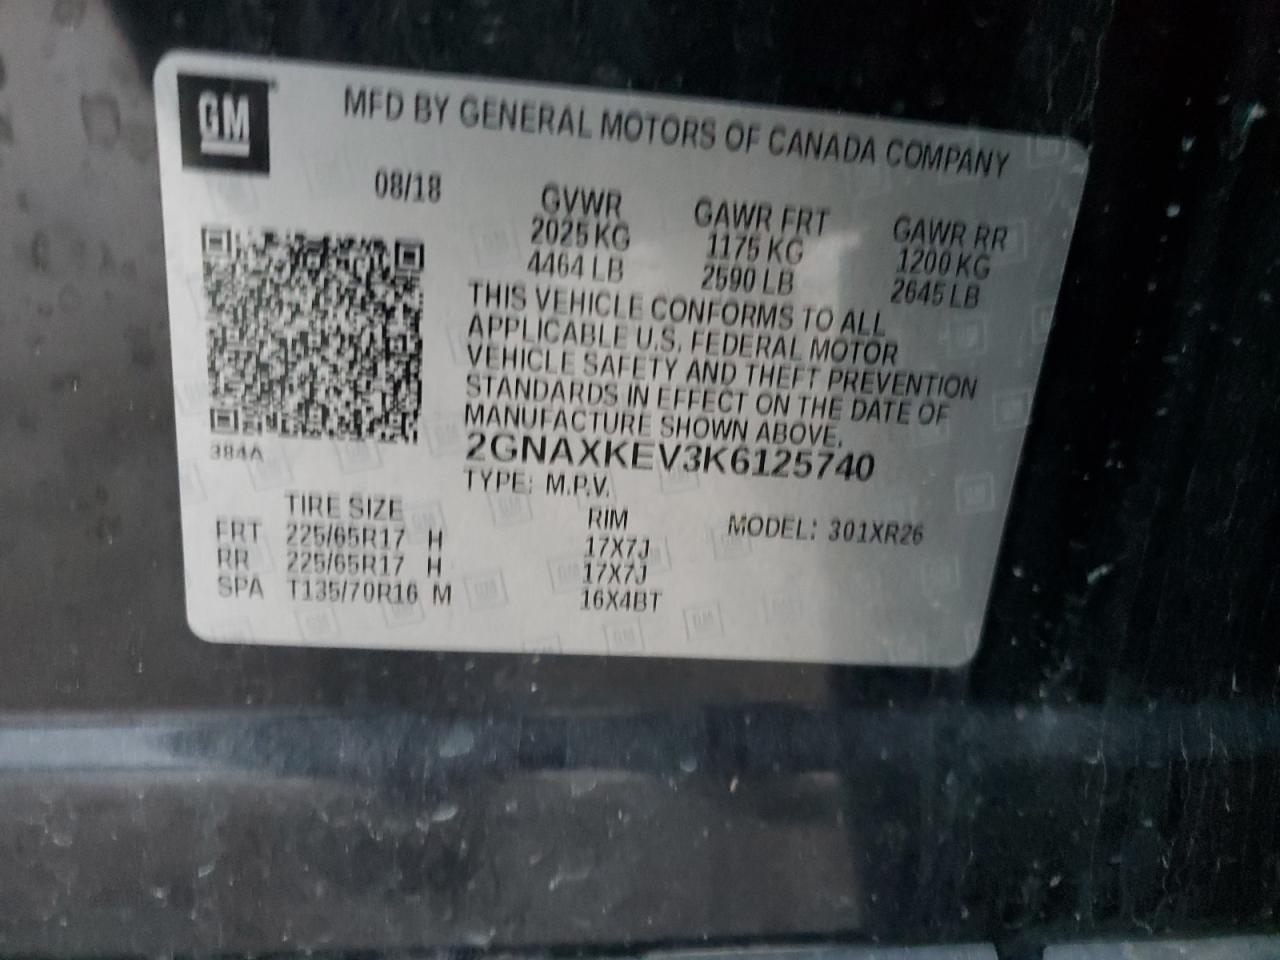 GM
MFD BY GENERAL MOTORS OF CANADA COMPANY
08/18
GVWR GAWR FRT GAWR RR
2025 KG 1175 KG 1200 KG
4464 LB 2590 LB 2645 LB
THIS VEHICLE CONFORMS TO ALL
APPLICABLE U.S. FEDERAL MOTOR
VEHICLE SAFETY AND THEFT PREVENTION
STANDARDS IN EFFECT ON THE DATE OF
MANUFACTURE SHOWN ABOVE.
384A
2GNAXKEV3K6125740
TYPE: M.P.V.
TIRE SIZE RIM MODEL: 301XR26
FRT 225/65R17 H 17X7J
RR 225/65R17 H 17X7J
SPA T135/70R16 M 16X4BT